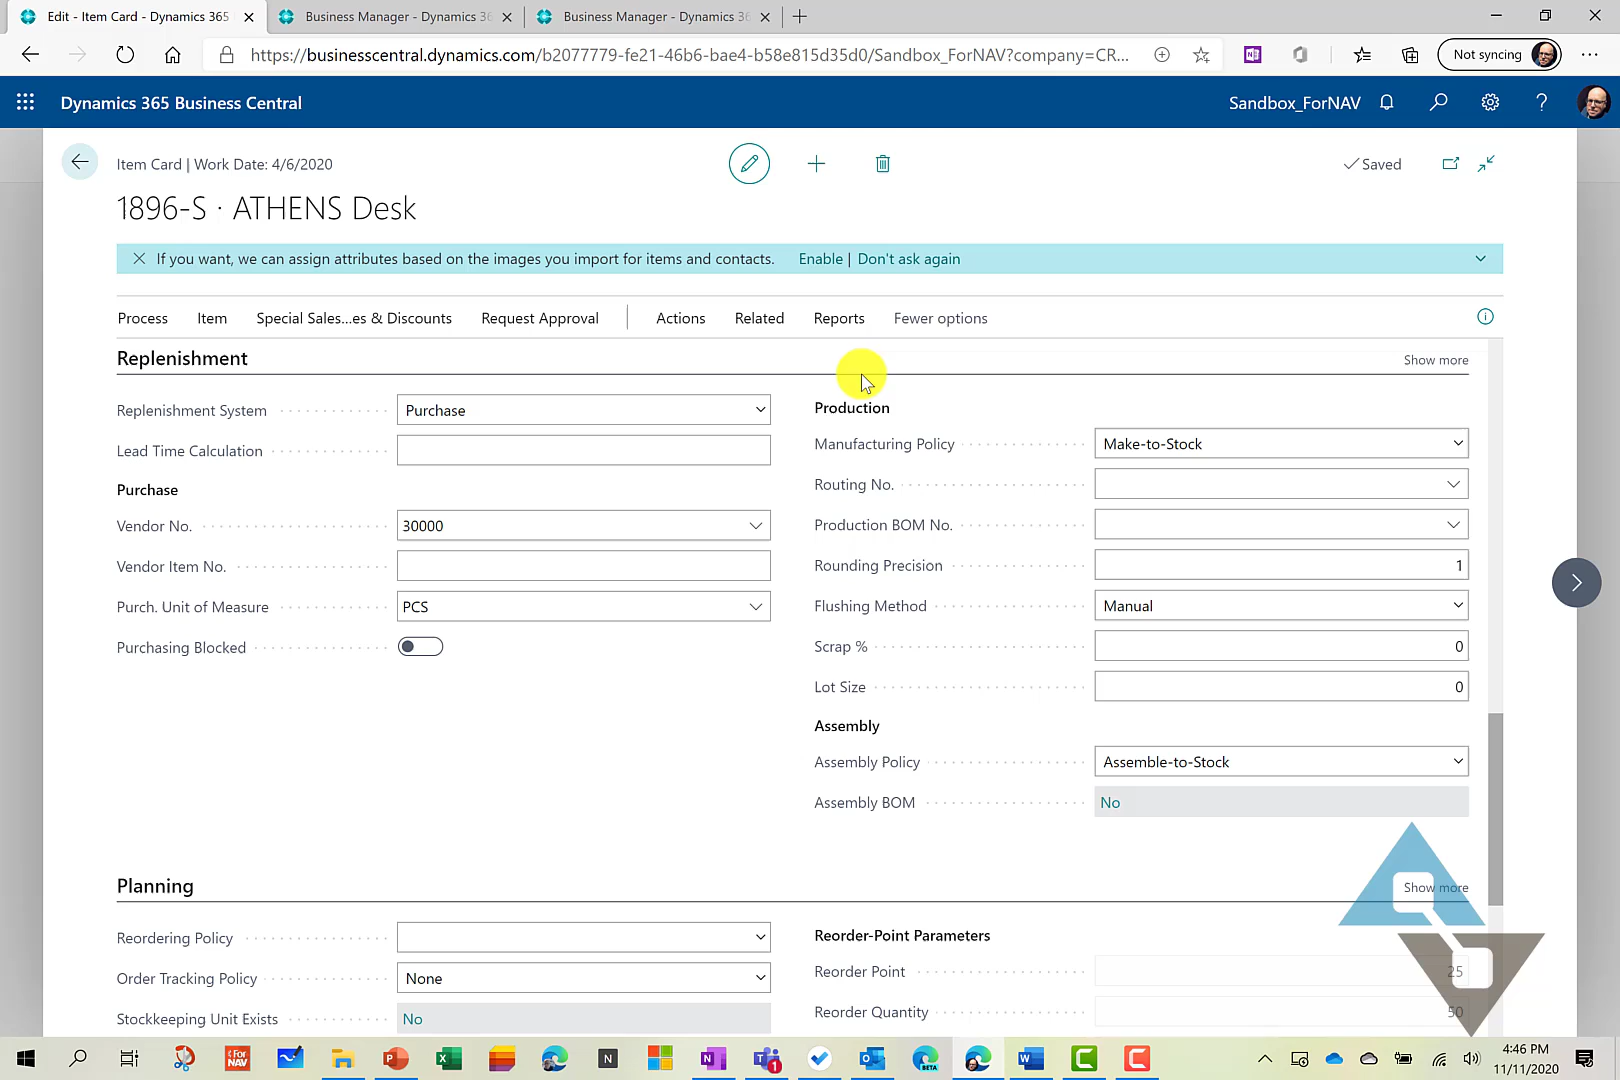 Edit - Item Card - Dynamics 365
Business Manager - Dynamics 36
Business Manager - Dynamics 36
https://businesscentral.dynamics.com/b2077779-fe21-46b6-bae4-b58e815d35d0/Sandbox_ForNAV?company=CR...
Not syncing
Dynamics 365 Business Central
Sandbox_ForNAV
Item Card | Work Date: 4/6/2020
Saved
1896-S · ATHENS Desk
If you want, we can assign attributes based on the images you import for items and contacts. Enable | Don't ask again
Process Item Special Sales...es & Discounts Request Approval Actions Related Reports Fewer options
Replenishment
Show more
Replenishment System Purchase
Lead Time Calculation
Purchase
Vendor No. 30000
Vendor Item No.
Purch. Unit of Measure PCS
Purchasing Blocked
Production
Manufacturing Policy Make-to-Stock
Routing No.
Production BOM No.
Rounding Precision 1
Flushing Method Manual
Scrap % 0
Lot Size 0
Assembly
Assembly Policy Assemble-to-Stock
Assembly BOM No
Planning
Show more
Reordering Policy
Order Tracking Policy None
Stockkeeping Unit Exists No
Reorder-Point Parameters
Reorder Point 25
Reorder Quantity 50
ForNAV
BETA
1
4:46 PM
11/11/2020